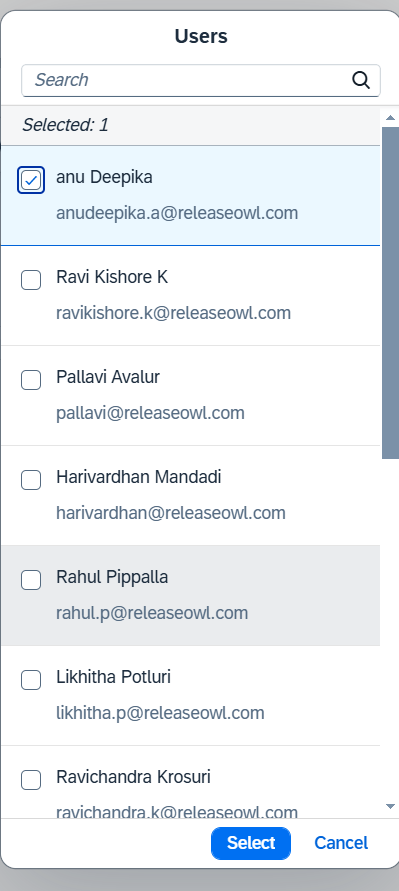 Users
Search
Selected: 1
anu Deepika
anudeepika.a@releaseowl.com
Ravi Kishore K
ravikishore.k@releaseowl.com
Pallavi Avalur
pallavi@releaseowl.com
Harivardhan Mandadi
harivardhan@releaseowl.com
Rahul Pippalla
rahul.p@releaseowl.com
Likhitha Potluri
likhitha.p@releaseowl.com
Ravichandra Krosuri
ravichandra.k@releaseowl.com
Select Cancel